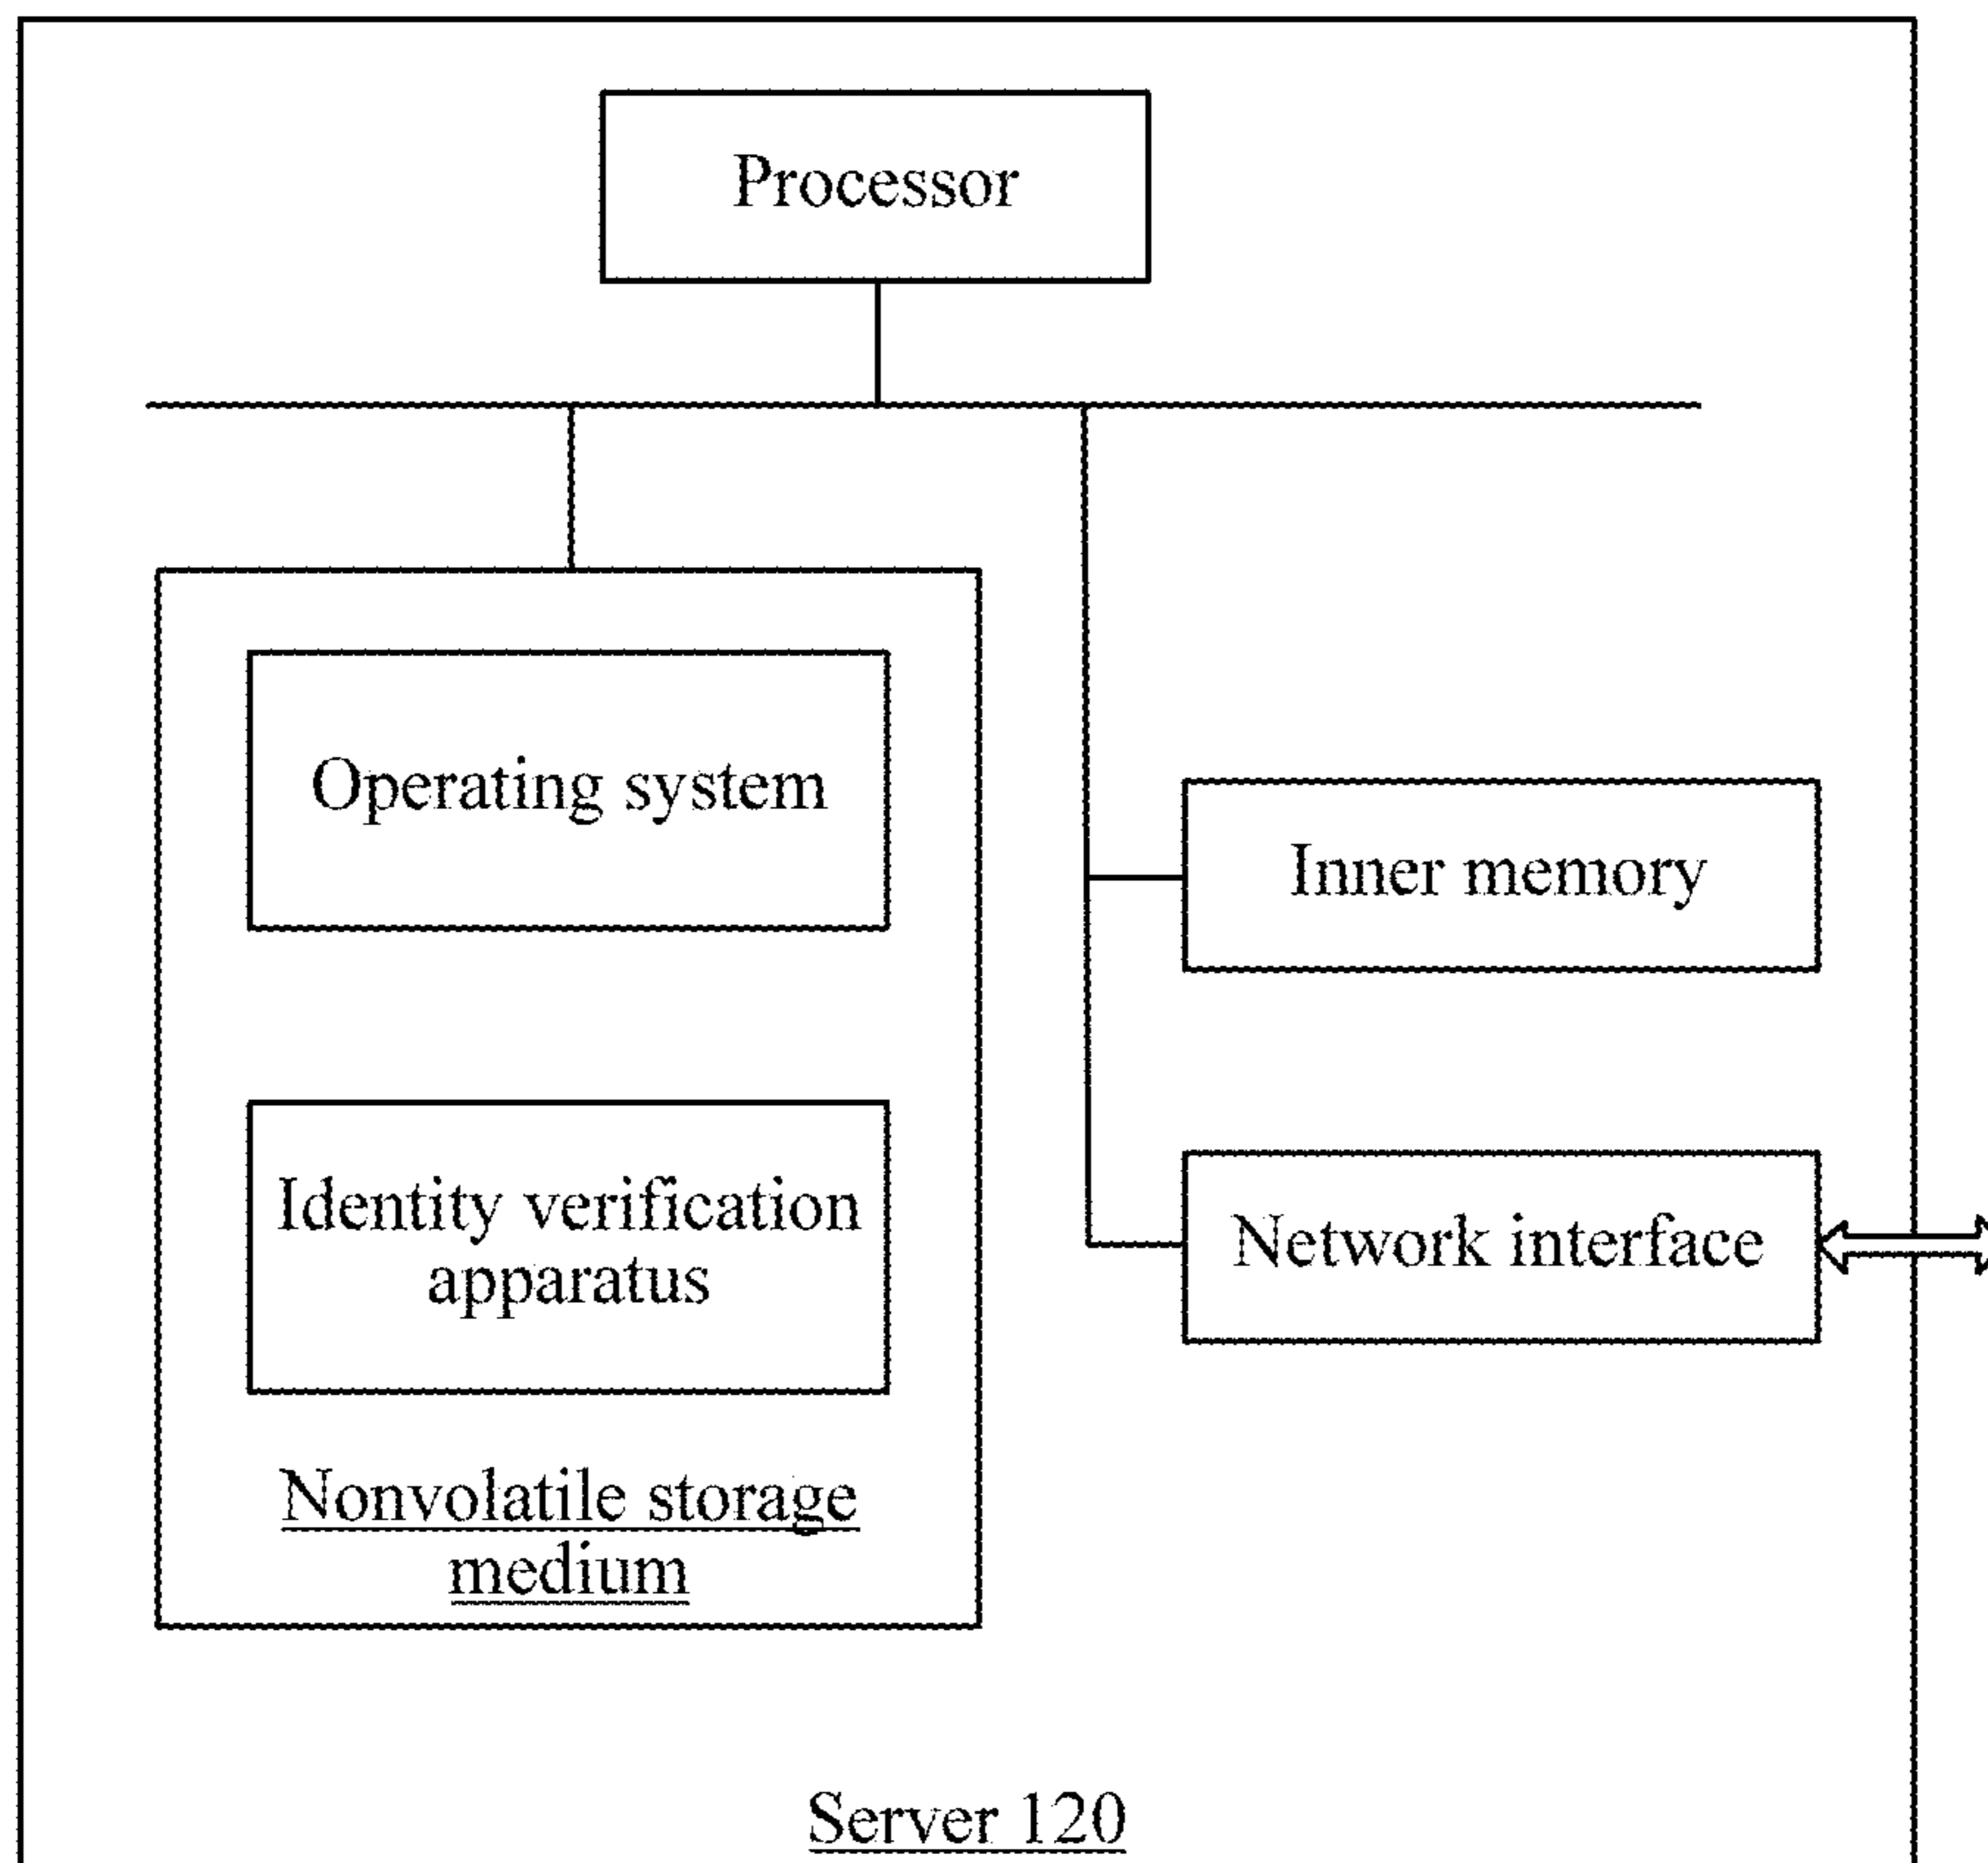 Processor
Operating system
Inner memory
Identity verification
apparatus
Network interface
Nonvolatile storage
medium
Server 120